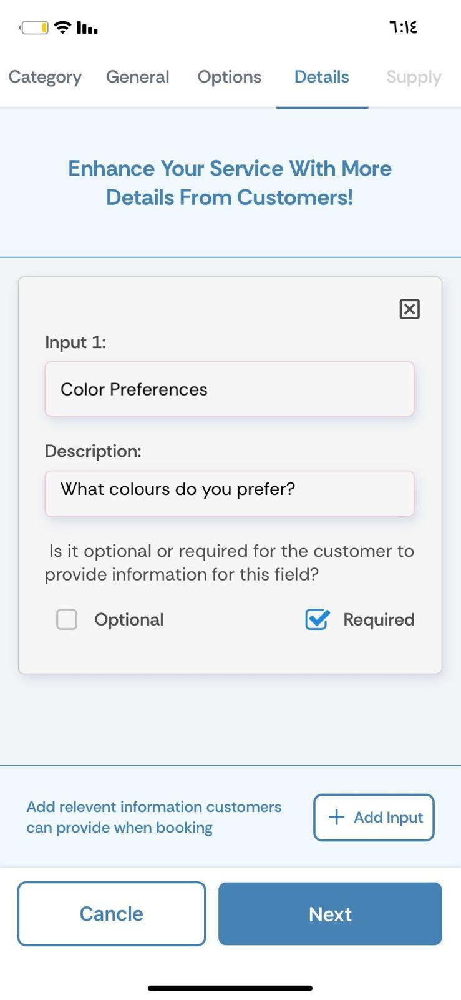 ٦:١٤
Category General Options Details Supply
Enhance Your Service With More
Details From Customers!
Input 1:
Color Preferences
Description:
What colours do you prefer?
Is it optional or required for the customer to
provide information for this field?
Optional Required
Add relevent information customers
can provide when booking
+ Add Input
Cancle Next